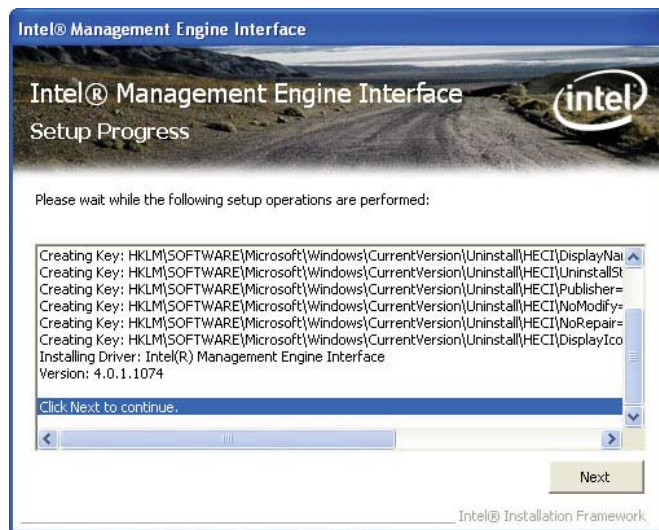 Intel® Management Engine Interface
Intel® Management Engine Interface
intel
Setup Progress
Please wait while the following setup operations are performed:
Creating Key: HKLM\SOFTWARE\Microsoft\Windows\CurrentVersion\Uninstall\HECI\DisplayNa
Creating Key: HKLM\SOFTWARE\Microsoft\Windows\CurrentVersion\Uninstall\HECI\UninstallSt
Creating Key: HKLM\SOFTWARE\Microsoft\Windows\CurrentVersion\Uninstall\HECI\Publisher=
Creating Key: HKLM\SOFTWARE\Microsoft\Windows\CurrentVersion\Uninstall\HECI\NoModify=
Creating Key: HKLM\SOFTWARE\Microsoft\Windows\CurrentVersion\Uninstall\HECI\NoRepair=
Creating Key: HKLM\SOFTWARE\Microsoft\Windows\CurrentVersion\Uninstall\HECI\DisplayIco
Installing Driver: Intel(R) Management Engine Interface
Version: 4.0.1.1074
Click Next to continue.
Next
Intel® Installation Framework